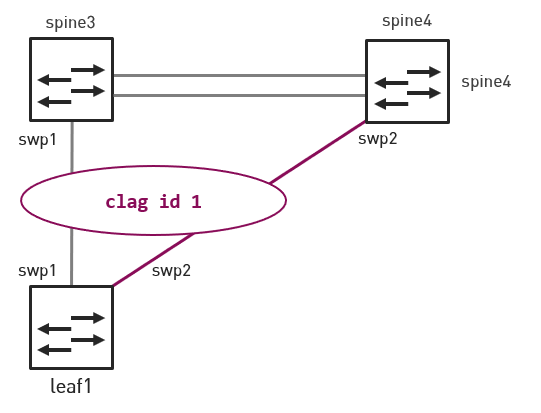 spine3
spine4
spine4
swp1
swp2
clag id 1
swp1
swp2
leaf1